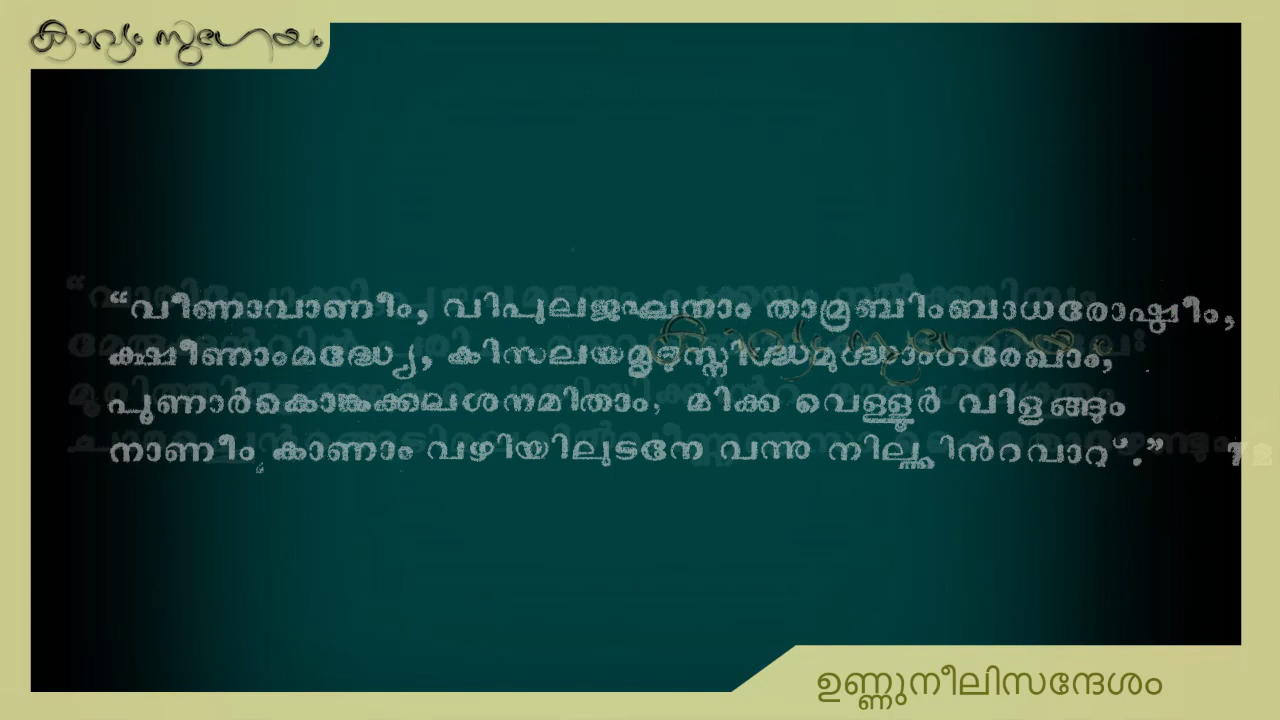 കാവ്യം സുഗേയം
“വീണാവാണീം, വിപുലജഘനാം താമ്രബിംബാധരോഷ്ഠീം,
ക്ഷീണാംമദ്ധ്യേ, കിസലയമൃദുസ്നിഗ്ദ്ധമുഗ്ദ്ധാംഗരേഖാം,
പൂണാർകൊങ്കക്കലശനമിതാം, മിക്ക വെള്ളൂർ വിളങ്ങും
നാണീം കാണാം വഴിയിലുടനേ വന്നു നില്ക്കിൻറവാറു്.”
ഉണ്ണുനീലിസന്ദേശം